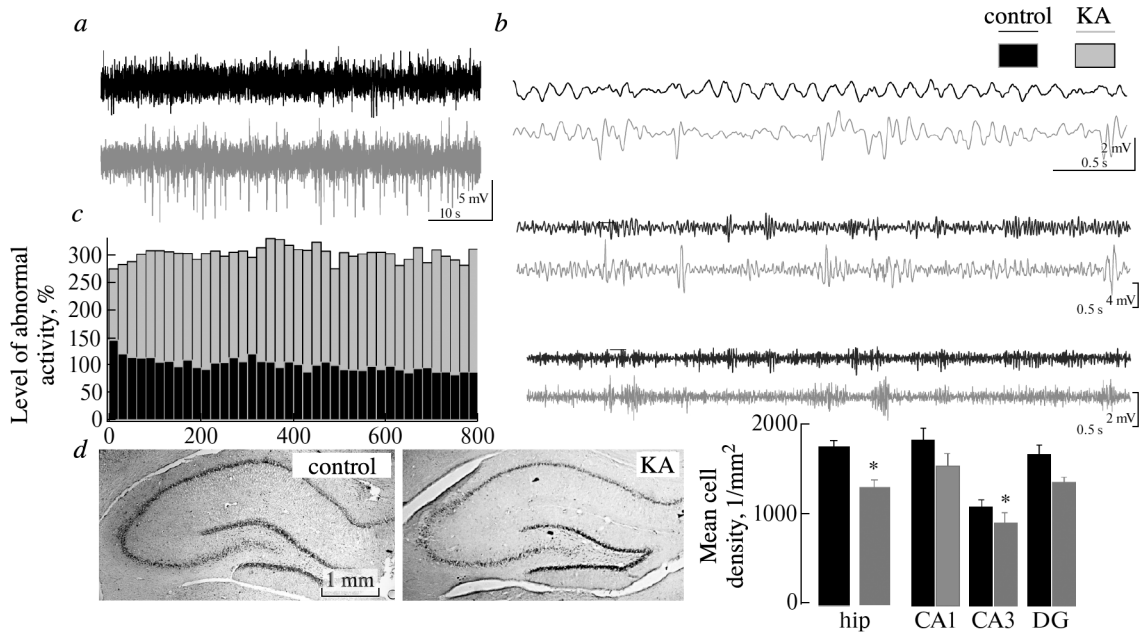 a
b
control KA
5 mV
10 s
2 mV
0.5 s
c
Level of abnormal
activity, %
300
250
200
150
100
50
0
0 200 400 600 800
4 mV
0.5 s
2 mV
0.5 s
d
control
KA
1 mm
Mean cell
density, 1/mm²
2000
1000
0
*
*
hip CA1 CA3 DG